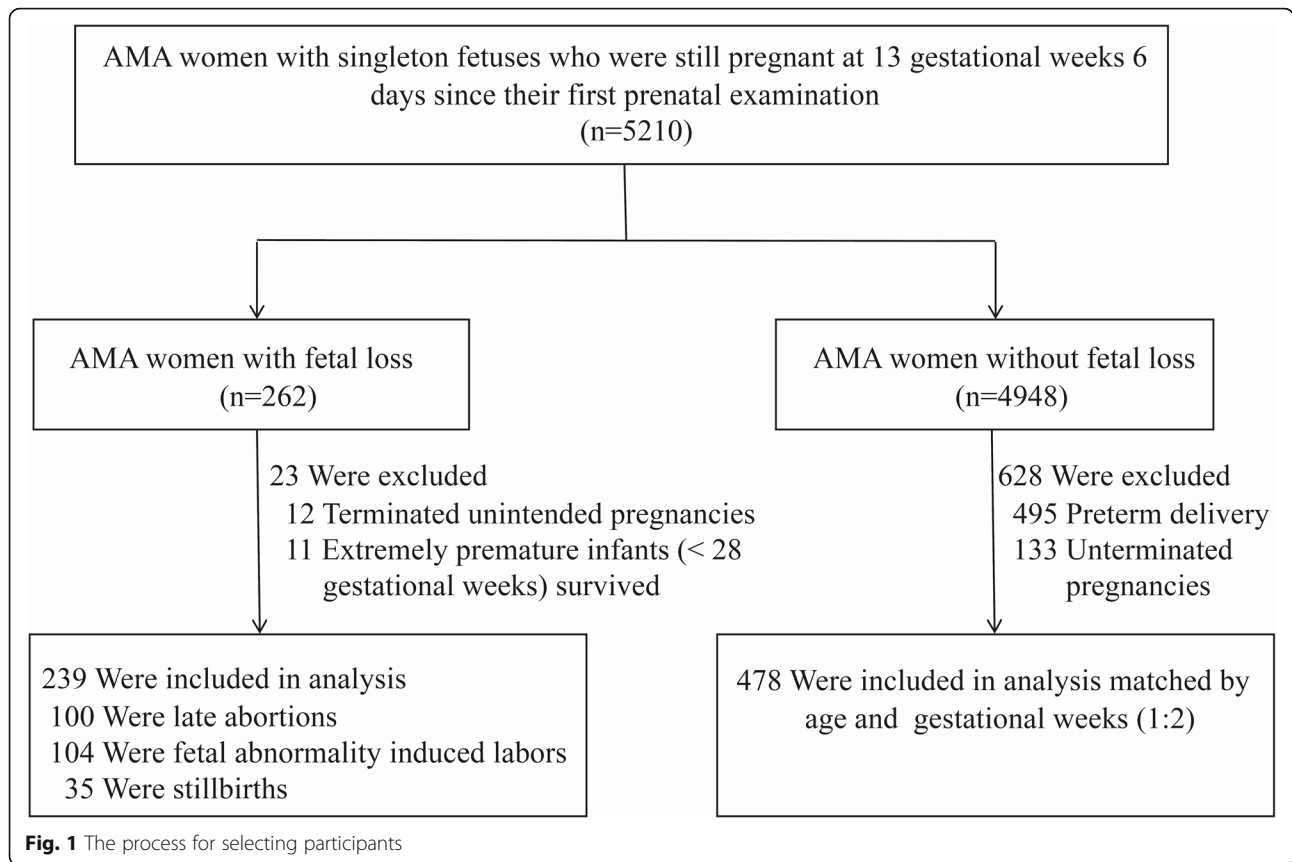 AMA women with singleton fetuses who were still pregnant at 13 gestational weeks 6
days since their first prenatal examination
(n=5210)
AMA women with fetal loss
(n=262)
AMA women without fetal loss
(n=4948)
23 Were excluded
12 Terminated unintended pregnancies
11 Extremely premature infants (< 28
gestational weeks) survived
628 Were excluded
495 Preterm delivery
133 Unterminated
pregnancies
239 Were included in analysis
100 Were late abortions
104 Were fetal abnormality induced labors
35 Were stillbirths
478 Were included in analysis matched by
age and gestational weeks (1:2)
Fig. 1 The process for selecting participants